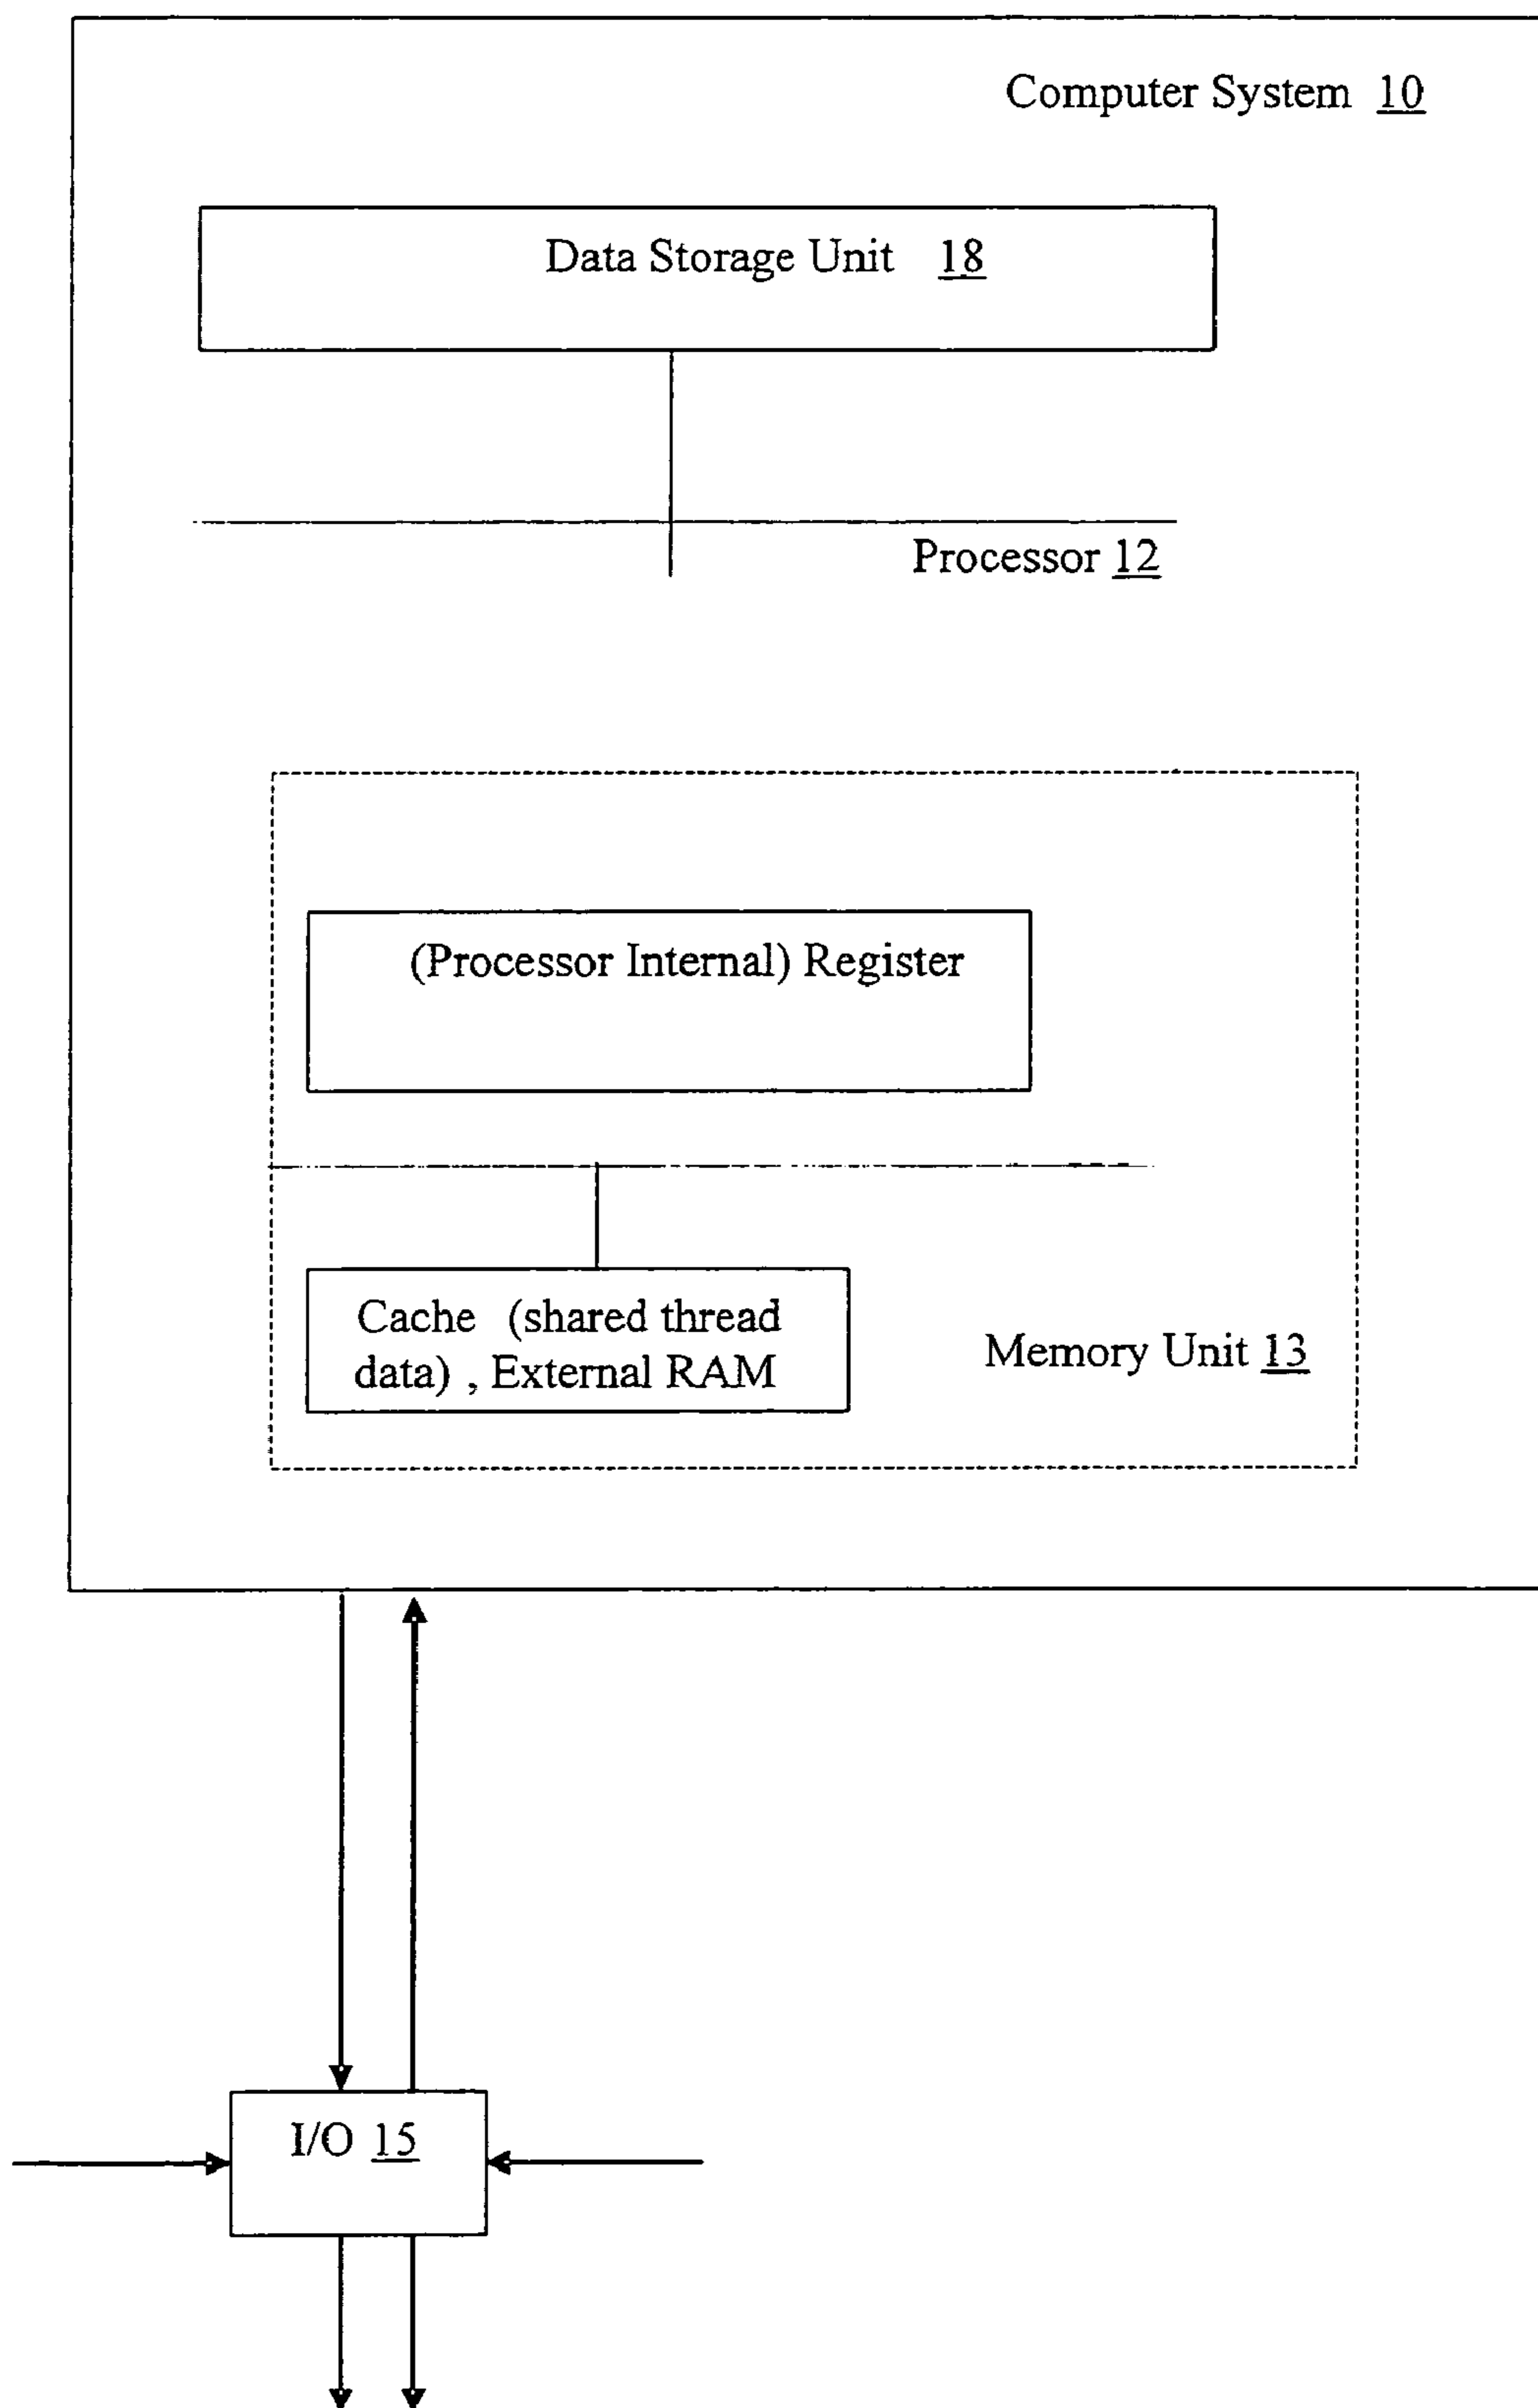 Computer System 10
Data Storage Unit 18
Processor 12
(Processor Internal) Register
Cache (shared thread
data) , External RAM
Memory Unit 13
I/O 15